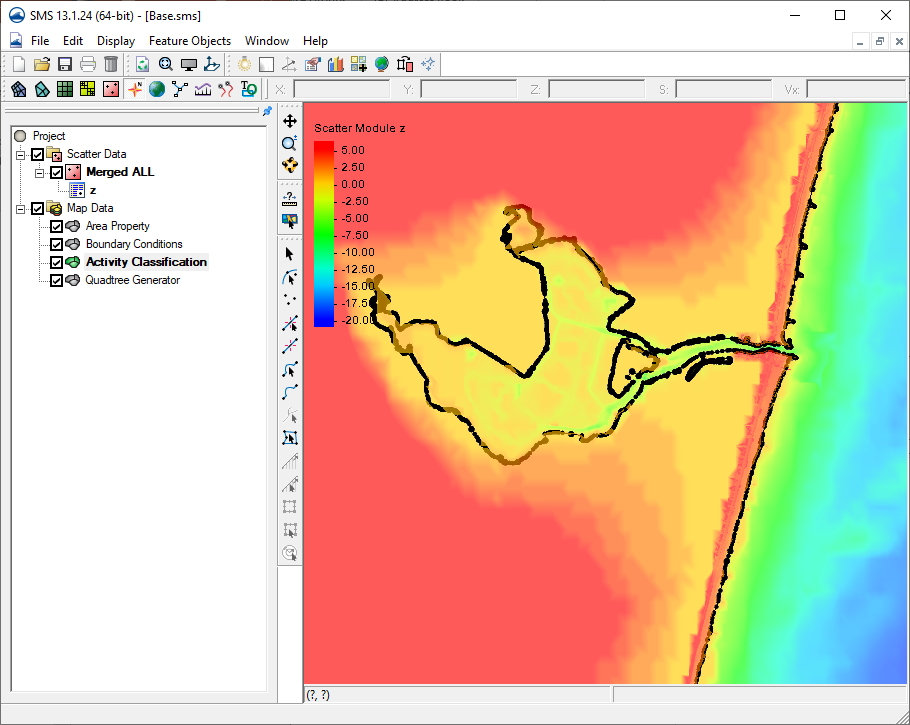 SMS 13.1.24 (64-bit) - [Base.sms]
File Edit Display Feature Objects Window Help
X: Y: Z: S: Vx:
Project
Scatter Data
Merged ALL
z
Map Data
Area Property
Boundary Conditions
Activity Classification
Quadtree Generator
Scatter Module z
5.00
2.50
0.00
-2.50
-5.00
-7.50
-10.00
-12.50
-15.00
-17.50
-20.00
(?, ?)